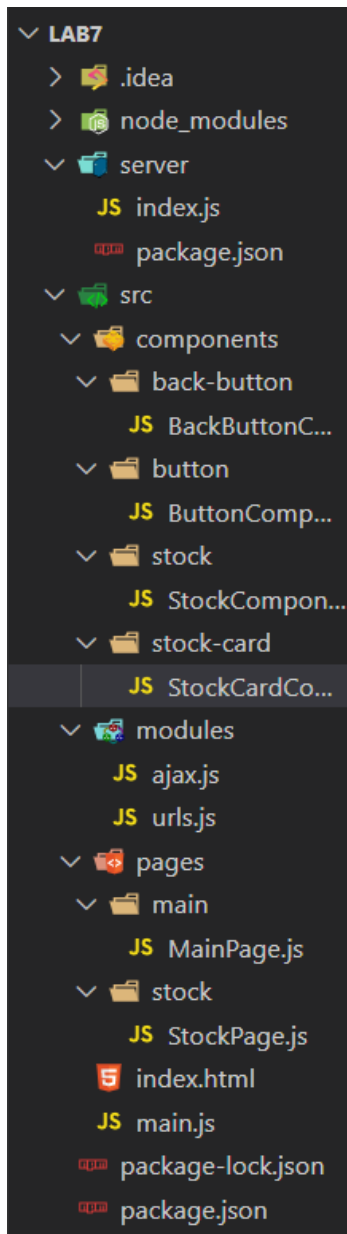 LAB7
.idea
node_modules
server
JS index.js
package.json
src
components
back-button
JS BackButtonC...
button
JS ButtonComp...
stock
JS StockCompon...
stock-card
JS StockCardCo...
modules
JS ajax.js
JS urls.js
pages
main
JS MainPage.js
stock
JS StockPage.js
index.html
JS main.js
package-lock.json
package.json